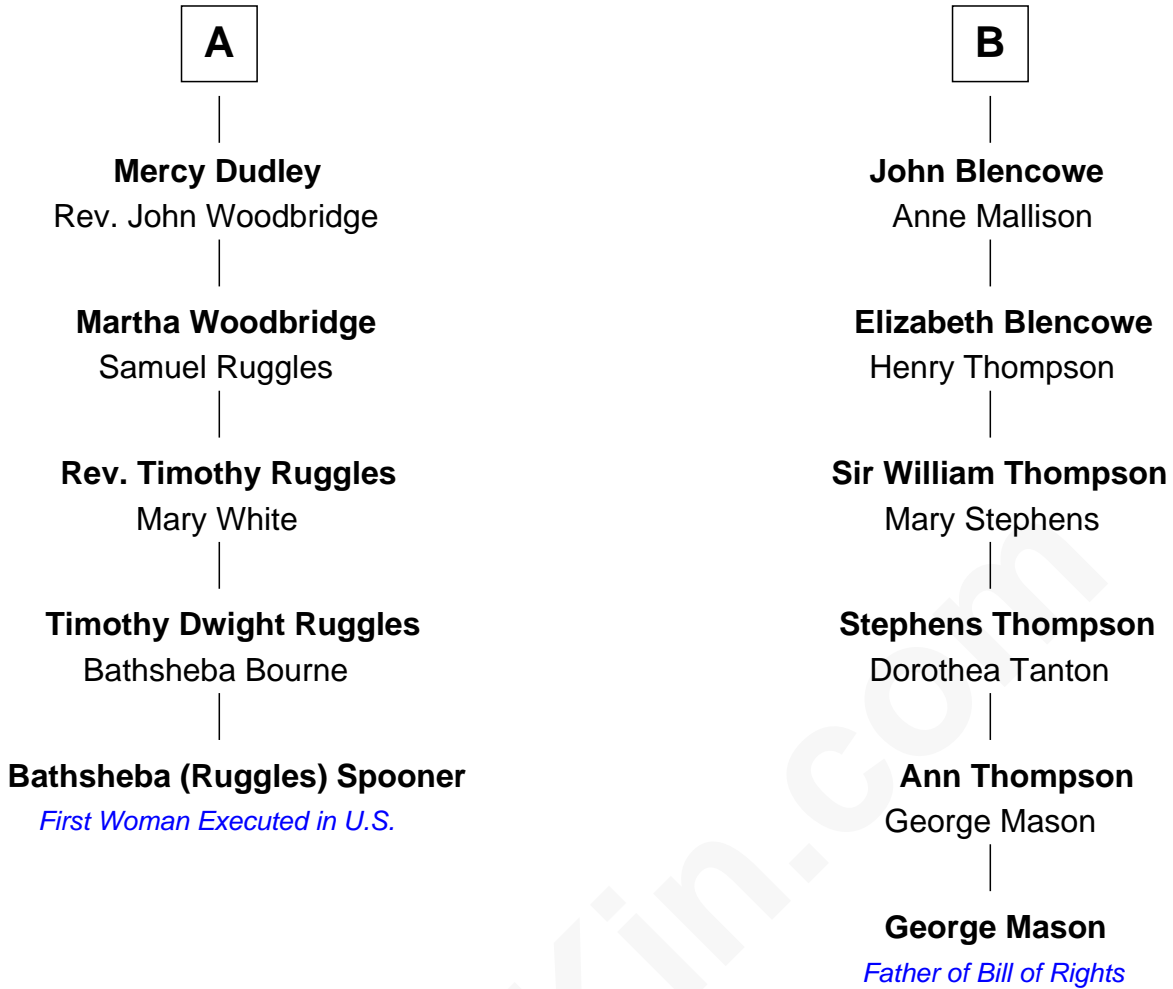 A
Mercy Dudley
Rev. John Woodbridge
Martha Woodbridge
Samuel Ruggles
Rev. Timothy Ruggles
Mary White
Timothy Dwight Ruggles
Bathsheba Bourne
Bathsheba (Ruggles) Spooner
First Woman Executed in U.S.
B
John Blencowe
Anne Mallison
Elizabeth Blencowe
Henry Thompson
Sir William Thompson
Mary Stephens
Stephens Thompson
Dorothea Tanton
Ann Thompson
George Mason
George Mason
Father of Bill of Rights
Kin.com